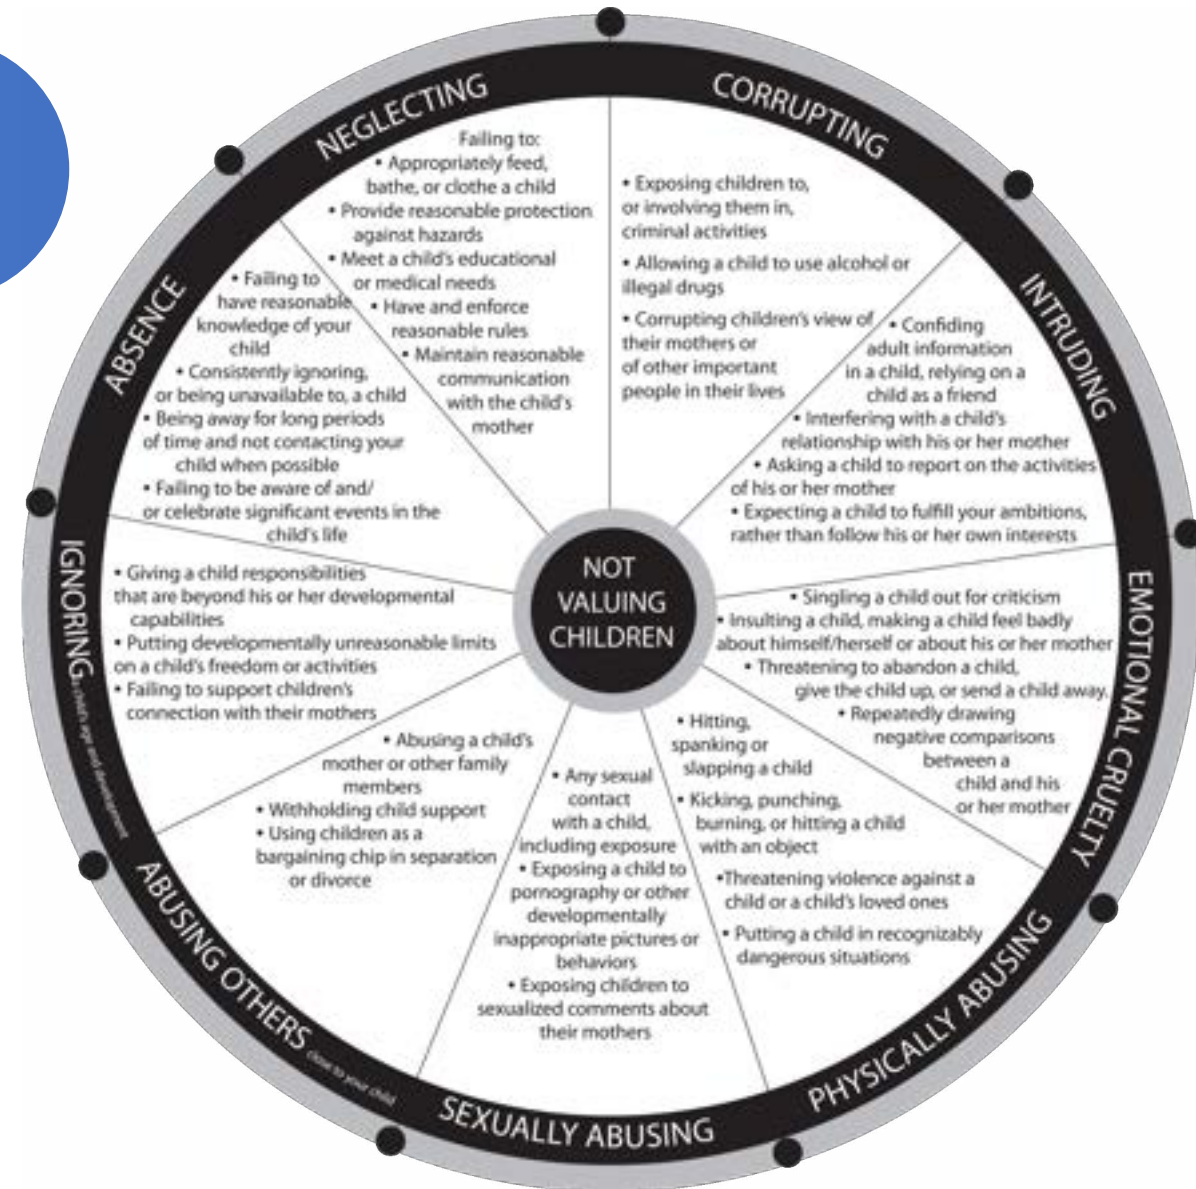 NEGLECTING
Failing to:
• Appropriately feed,
bathe, or clothe a child
• Provide reasonable protection
against hazards
• Meet a child's educational
or medical needs
• Have and enforce
reasonable rules
• Maintain reasonable
communication
with the child's
mother
CORRUPTING
• Exposing children to,
or involving them in,
criminal activities
• Allowing a child to use alcohol or
illegal drugs
• Corrupting children's view of
their mothers or
of other important
people in their lives
INTRUDING
• Confiding
adult information
in a child, relying on a
child as a friend
• Interfering with a child's
relationship with his or her mother
• Asking a child to report on the activities
of his or her mother
• Expecting a child to fulfill your ambitions,
rather than follow his or her own interests
EMOTIONAL CRUELTY
• Singling a child out for criticism
• Insulting a child, making a child feel badly
about himself/herself or about his or her mother
• Threatening to abandon a child,
give the child up, or send a child away.
• Repeatedly drawing
negative comparisons
between a
child and his
or her mother
PHYSICALLY ABUSING
• Hitting,
spanking or
slapping a child
• Kicking, punching,
burning, or hitting a child
with an object
•Threatening violence against a
child or a child's loved ones
• Putting a child in recognizably
dangerous situations
SEXUALLY ABUSING
• Any sexual
contact
with a child,
including exposure
• Exposing a child to
pornography or other
developmentally
inappropriate pictures or
behaviors
• Exposing children to
sexualized comments about
their mothers
ABUSING OTHERS
close to your child
• Abusing a child's
mother or other family
members
• Withholding child support
• Using children as a
bargaining chip in separation
or divorce
IGNORING
a child's age and development
• Giving a child responsibilities
that are beyond his or her developmental
capabilities
• Putting developmentally unreasonable limits
on a child's freedom or activities
• Failing to support children's
connection with their mothers
ABSENCE
• Failing to
have reasonable
knowledge of your
child
• Consistently ignoring,
or being unavailable to, a child
• Being away for long periods
of time and not contacting your
child when possible
• Failing to be aware of and/
or celebrate significant events in the
child's life
NOT
VALUING
CHILDREN